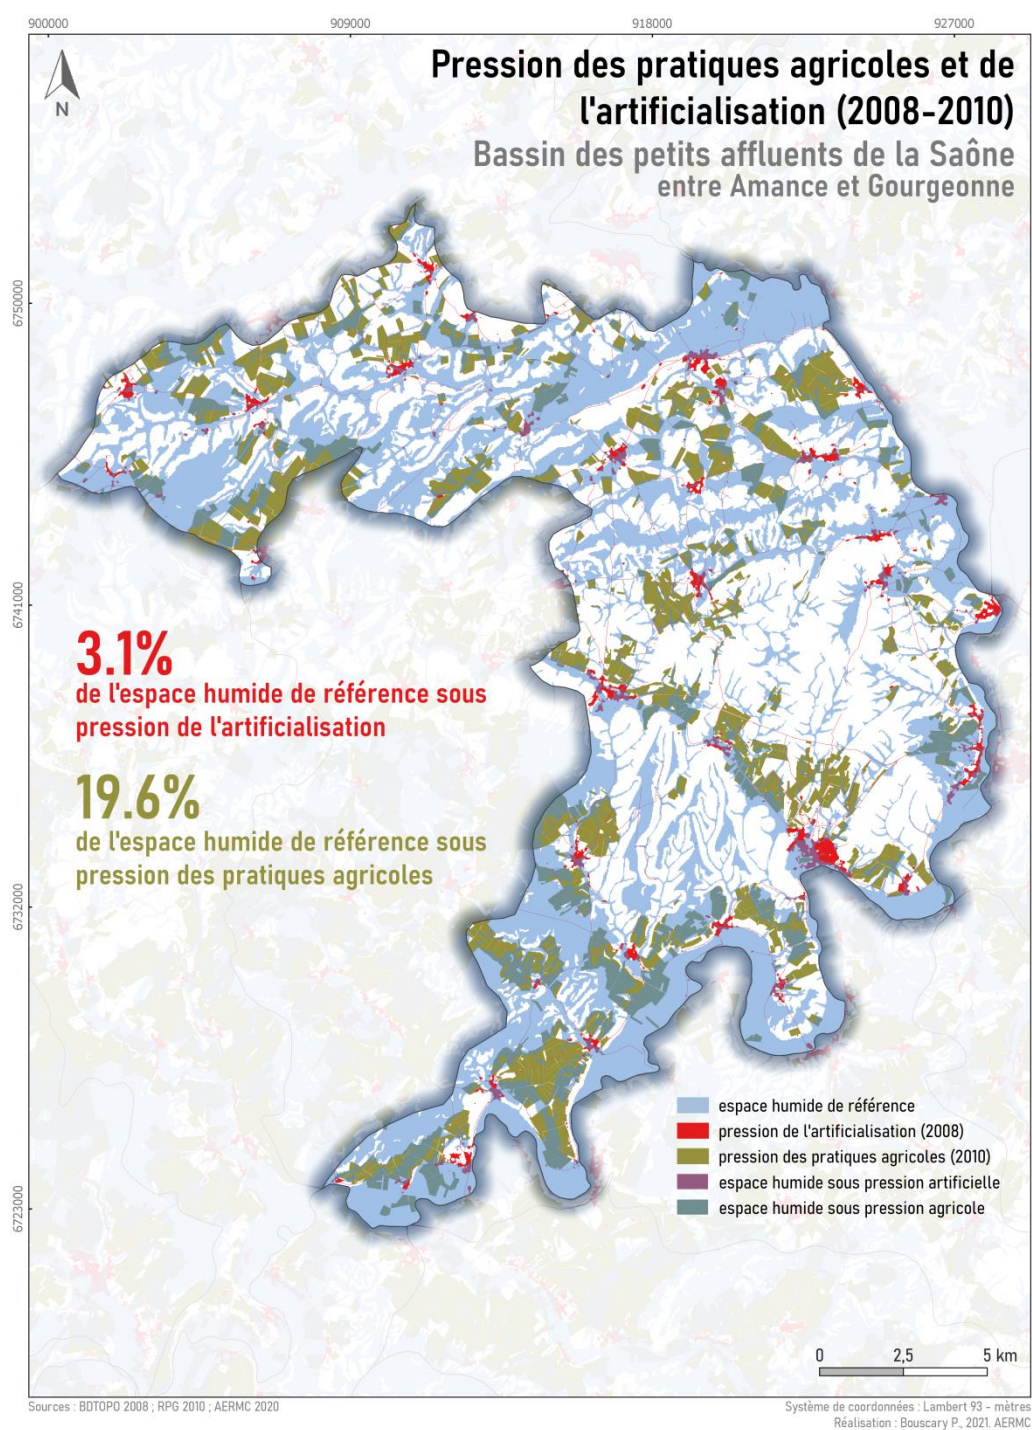 900000
909000
918000
927000
Pression des pratiques agricoles et de
l'artificialisation (2008-2010)
Bassin des petits affluents de la Saône
entre Amance et Gourgeonne
N
6750000
6741000
6732000
6723000
3.1%
de l'espace humide de référence sous
pression de l'artificialisation
19.6%
de l'espace humide de référence sous
pression des pratiques agricoles
espace humide de référence
pression de l'artificialisation (2008)
pression des pratiques agricoles (2010)
espace humide sous pression artificielle
espace humide sous pression agricole
0 2,5 5 km
Sources : BDTOPO 2008 ; RPG 2010 ; AERMC 2020
Système de coordonnées : Lambert 93 - mètres
Réalisation : Bouscary P., 2021. AERMC